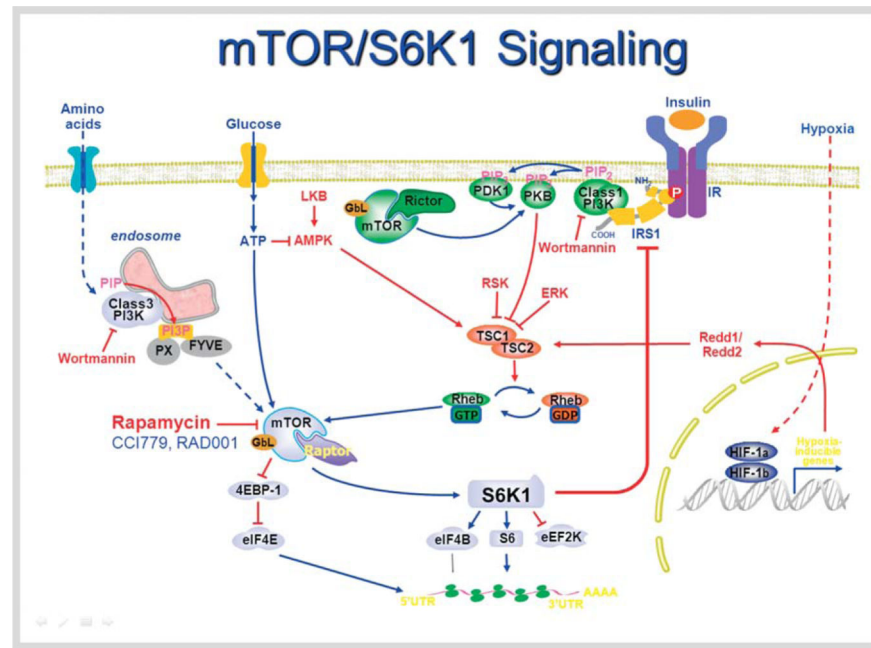 mTOR/S6K1 Signaling
Amino
acids
Glucose
Insulin
Hypoxia
IR
P
NH2
PIP2
PDK1
PKB
Class1
PI3K
COOH
IRS1
Wortmannin
LKB
GbL
Rictor
mTOR
ATP
AMPK
endosome
PIP
Class3
PI3K
PI3P
PX
FYVE
Wortmannin
RSK
ERK
TSC1
TSC2
Redd1/
Redd2
Rheb
GTP
Rheb
GDP
Rapamycin
CCI779, RAD001
mTOR
GbL
Raptor
HIF-1a
HIF-1b
Hypoxis-
inducible
genes
4EBP-1
S6K1
eIF4E
eIF4B
S6
eEF2K
5'UTR
3'UTR
AAAA